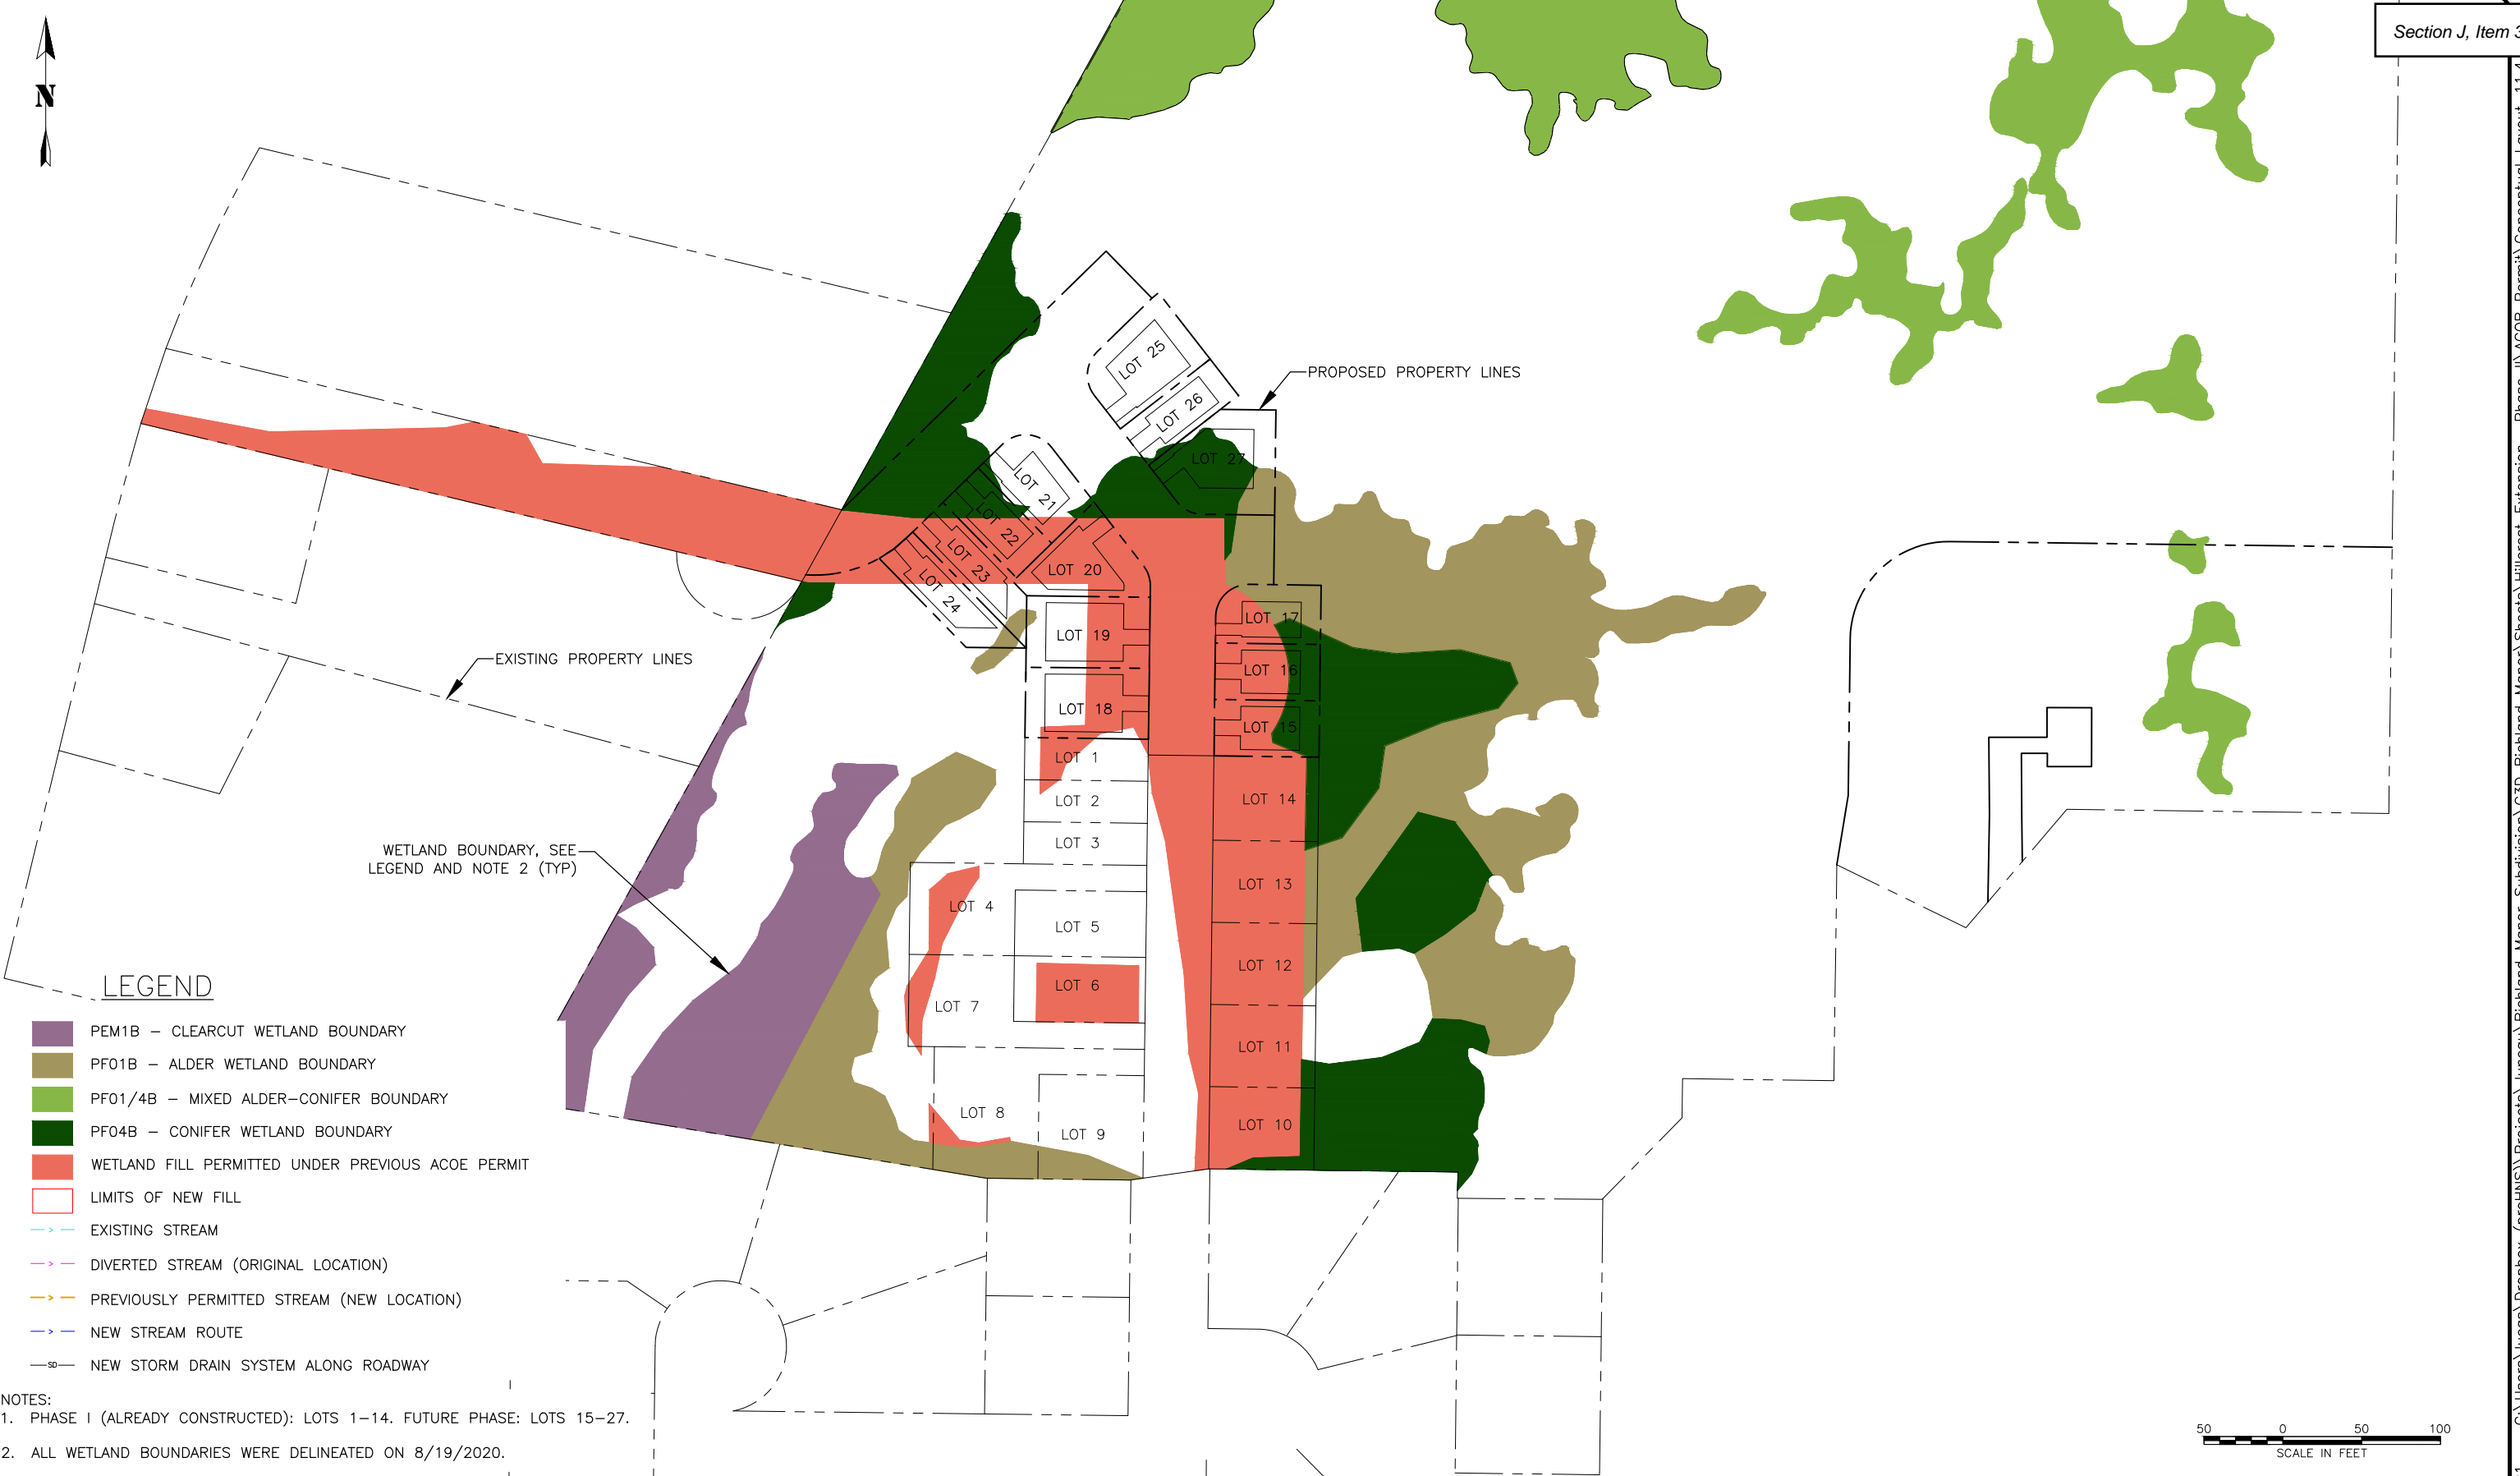 Section J, Item 3
N
LOT 25
PROPOSED PROPERTY LINES
LOT 26
LOT 27
LOT 21
LOT 22
LOT 23
LOT 20
LOT 24
LOT 17
LOT 19
EXISTING PROPERTY LINES
LOT 16
LOT 18
LOT 15
LOT 1
LOT 2
LOT 14
LOT 3
WETLAND BOUNDARY, SEE
LEGEND AND NOTE 2 (TYP)
LOT 13
LOT 4
LOT 5
LOT 12
LOT 6
LOT 7
LOT 11
LOT 8
LOT 9
LOT 10
LEGEND
PEM1B – CLEARCUT WETLAND BOUNDARY
PF01B – ALDER WETLAND BOUNDARY
PF01/4B – MIXED ALDER–CONIFER BOUNDARY
PF04B – CONIFER WETLAND BOUNDARY
WETLAND FILL PERMITTED UNDER PREVIOUS ACOE PERMIT
LIMITS OF NEW FILL
EXISTING STREAM
DIVERTED STREAM (ORIGINAL LOCATION)
PREVIOUSLY PERMITTED STREAM (NEW LOCATION)
NEW STREAM ROUTE
SD NEW STORM DRAIN SYSTEM ALONG ROADWAY
NOTES:
1. PHASE I (ALREADY CONSTRUCTED): LOTS 1–14. FUTURE PHASE: LOTS 15–27.
2. ALL WETLAND BOUNDARIES WERE DELINEATED ON 8/19/2020.
50 0 50 100
SCALE IN FEET